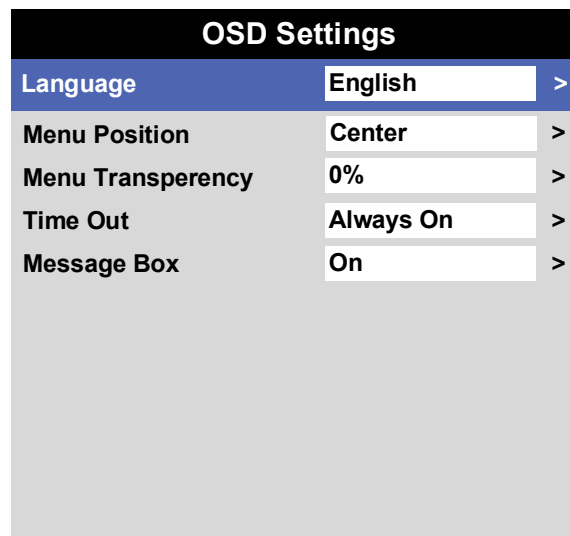 OSD Settings
Language English >
Menu Position Center >
Menu Transperency 0% >
Time Out Always On >
Message Box On >